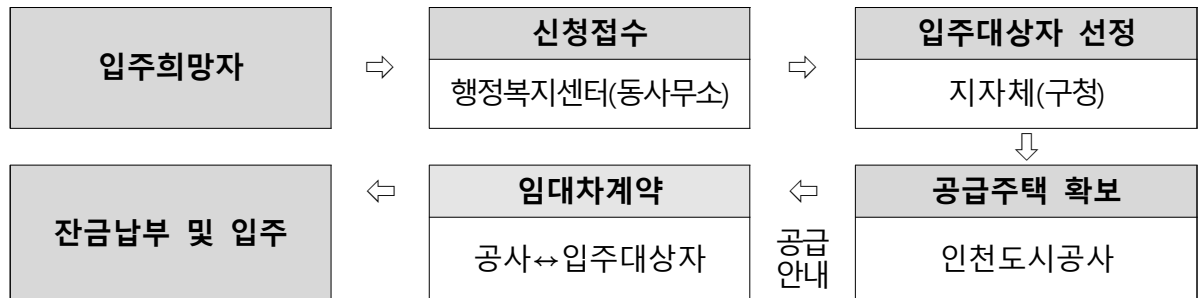 입주희망자
⇨
신청접수
행정복지센터(동사무소)
⇨
입주대상자 선정
지자체(구청)
⇩
공급주택 확보
인천도시공사
⇦
공급
안내
임대차계약
공사↔입주대상자
⇦
잔금납부 및 입주